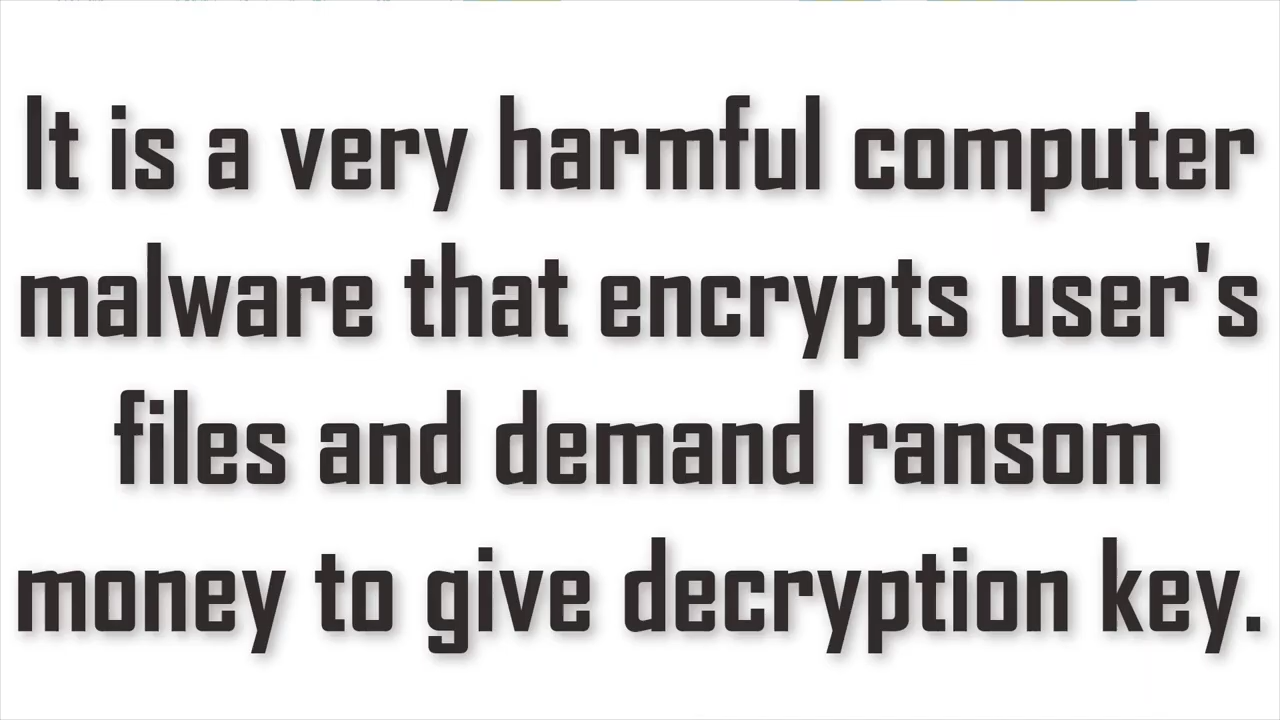 It is a very harmful computer
malware that encrypts user's
files and demand ransom
money to give decryption key.